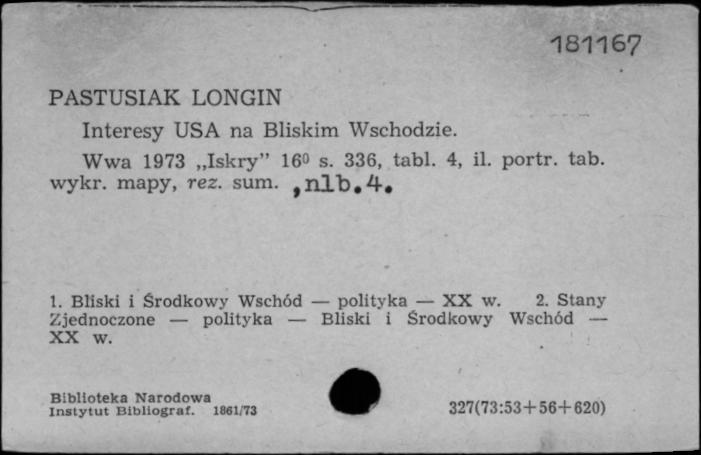 181167
PASTUSIAK LONGIN
Interesy USA na Bliskim Wschodzie.
Wwa 1973 „Iskry” 16⁰ s. 336, tabl. 4, il. portr. tab.
wykr. mapy, rez. sum. ,nlb.4.
1. Bliski i Środkowy Wschód — polityka — XX w. 2. Stany
Zjednoczone — polityka — Bliski i Środkowy Wschód —
XX w.
Biblioteka Narodowa
Instytut Bibliograf. 1861/73
327(73:53+56+620)